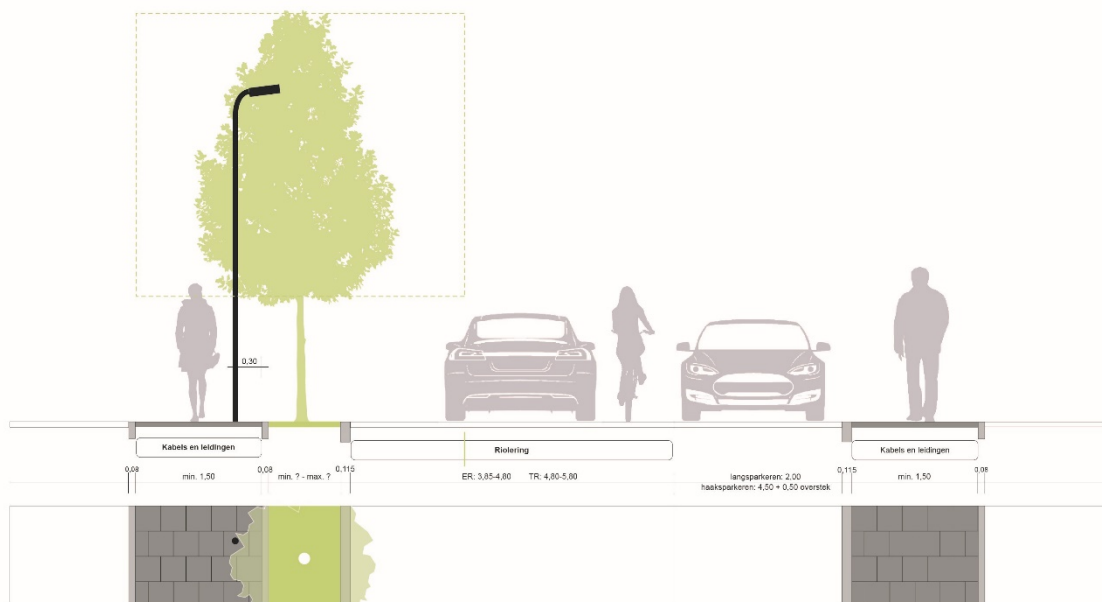 0,30
Kabels en leidingen
Riolering
Kabels en leidingen
0,08
min. 1,50
0,08
min. ? - max. ?
0,115
ER: 3,85-4,80
TR: 4,80-5,80
langsparkeren: 2,00
haaksparkeren: 4,50 + 0,50 overstek
0,115
min. 1,50
0,08